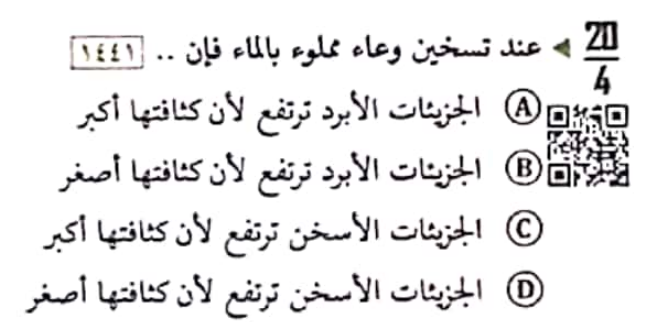 20/4 ◄ عند تسخين وعاء مملوء بالماء فإن .. ١٤٤١
A الجزيئات الأبرد ترتفع لأن كثافتها أكبر
B الجزيئات الأبرد ترتفع لأن كثافتها أصغر
C الجزيئات الأسخن ترتفع لأن كثافتها أكبر
D الجزيئات الأسخن ترتفع لأن كثافتها أصغر